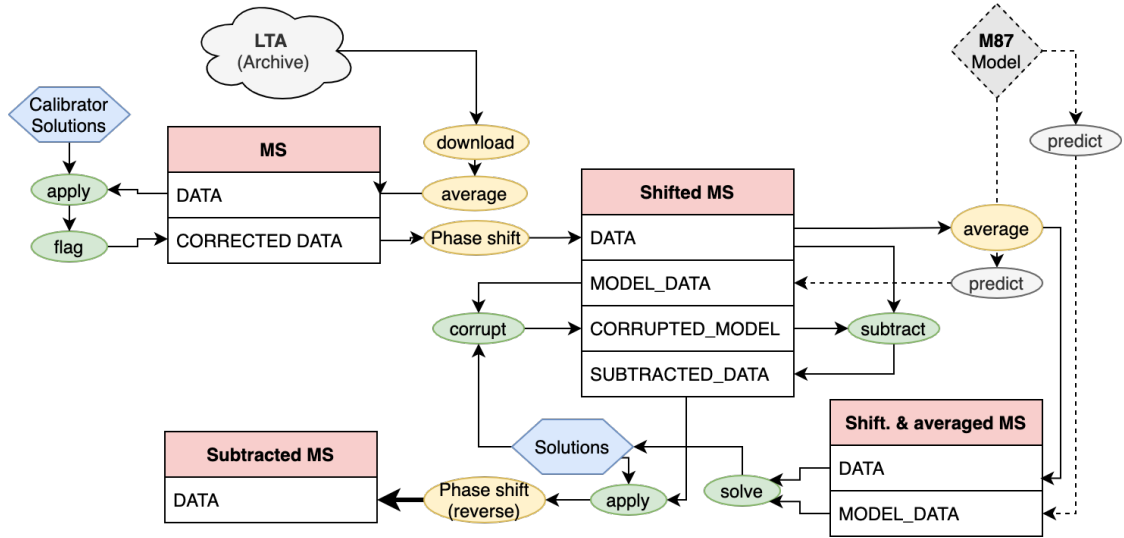 LTA
(Archive)
M87
Model
Calibrator
Solutions
download
predict
MS
apply
DATA
average
Shifted MS
flag
CORRECTED DATA
Phase shift
DATA
average
MODEL_DATA
predict
corrupt
CORRUPTED_MODEL
subtract
SUBTRACTED_DATA
Shift. & averaged MS
Subtracted MS
Solutions
DATA
DATA
Phase shift
(reverse)
apply
solve
MODEL_DATA